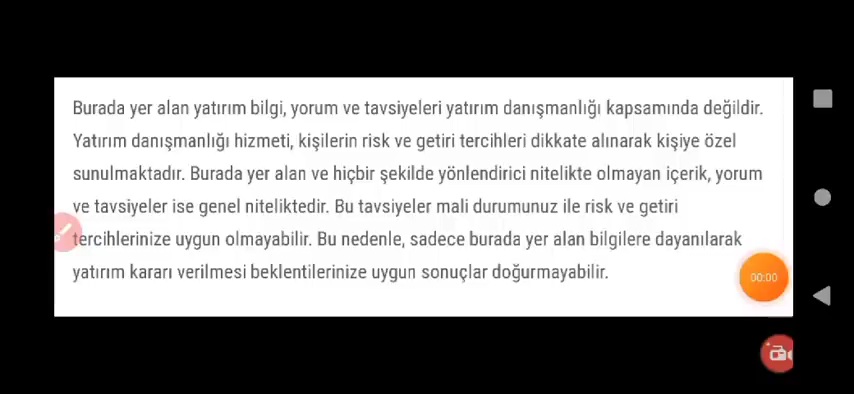 Burada yer alan yatırım bilgi, yorum ve tavsiyeleri yatırım danışmanlığı kapsamında değildir.
Yatırım danışmanlığı hizmeti, kişilerin risk ve getiri tercihleri dikkate alınarak kişiye özel
sunulmaktadır. Burada yer alan ve hiçbir şekilde yönlendirici nitelikte olmayan içerik, yorum
ve tavsiyeler ise genel niteliktedir. Bu tavsiyeler mali durumunuz ile risk ve getiri
tercihlerinize uygun olmayabilir. Bu nedenle, sadece burada yer alan bilgilere dayanılarak
yatırım kararı verilmesi beklentilerinize uygun sonuçlar doğurmayabilir.
00:00